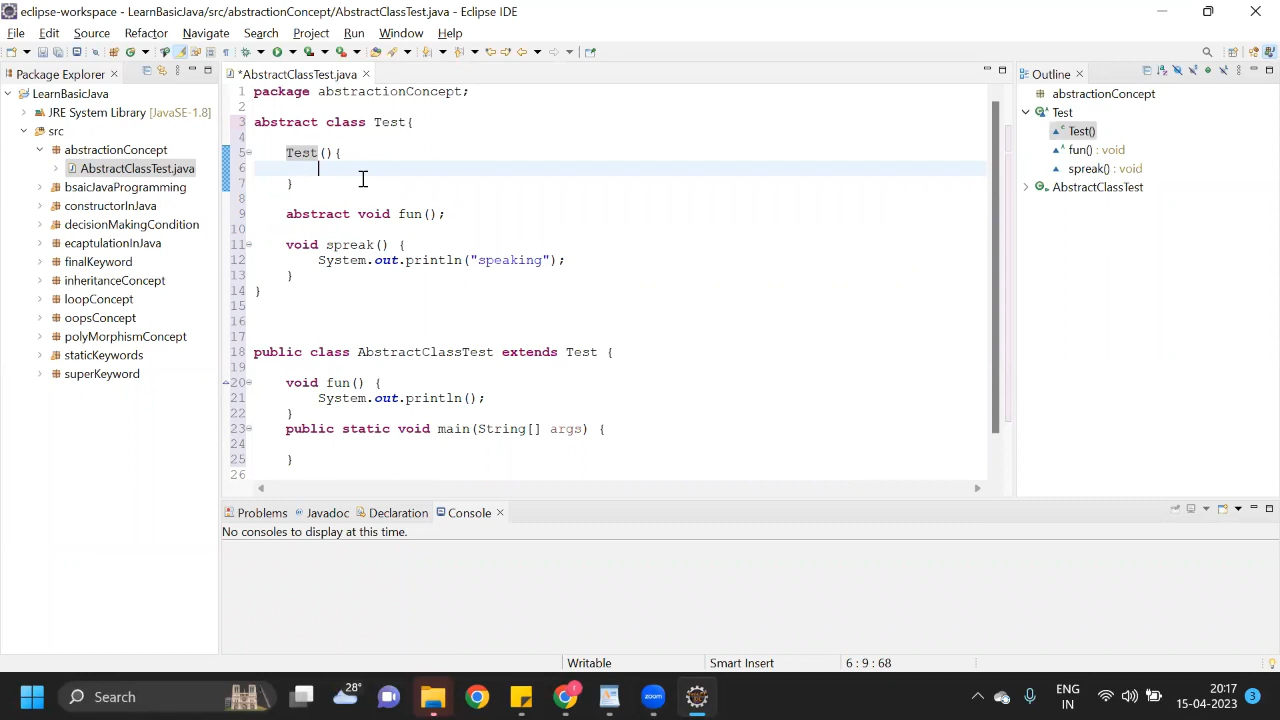 eclipse-workspace - LearnBasicJava/src/abstractionConcept/AbstractClassTest.java - Eclipse IDE
File Edit Source Refactor Navigate Search Project Run Window Help
Package Explorer
*AbstractClassTest.java
Outline
LearnBasicJava
JRE System Library [JavaSE-1.8]
src
abstractionConcept
AbstractClassTest.java
bsaicJavaProgramming
constructorInJava
decisionMakingCondition
ecaptulationInJava
finalKeyword
inheritanceConcept
loopConcept
oopsConcept
polyMorphismConcept
staticKeywords
superKeyword
1 package abstractionConcept;
2
3 abstract class Test{
4
5 Test(){
6
7 }
8
9 abstract void fun();
10
11 void spreak() {
12 System.out.println("speaking");
13 }
14 }
15
16
17
18 public class AbstractClassTest extends Test {
19
20 void fun() {
21 System.out.println();
22 }
23 public static void main(String[] args) {
24
25 }
26
abstractionConcept
Test
Test()
fun() : void
spreak() : void
AbstractClassTest
Problems Javadoc Declaration Console
No consoles to display at this time.
Writable Smart Insert 6 : 9 : 68
Search
28°
1
ENG
IN
20:17
15-04-2023
3